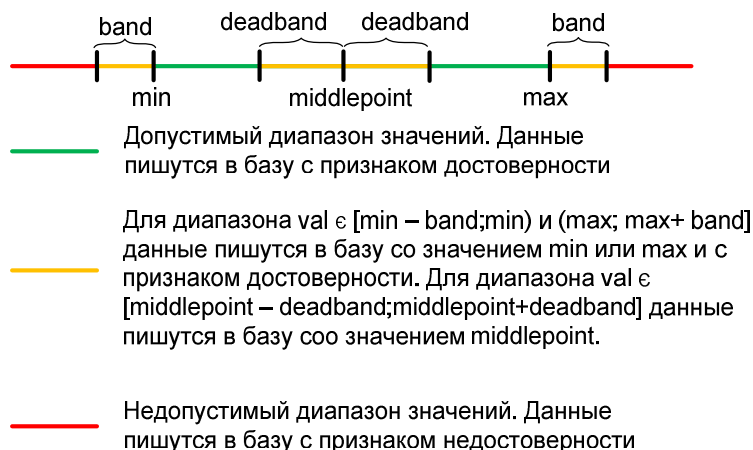 band deadband deadband band
min middlepoint max
Допустимый диапазон значений. Данные
пишутся в базу с признаком достоверности
Для диапазона val є [min – band;min) и (max; max+ band]
данные пишутся в базу со значением min или max и с
признаком достоверности. Для диапазона val є
[middlepoint – deadband;middlepoint+deadband] данные
пишутся в базу соо значением middlepoint.
Недопустимый диапазон значений. Данные
пишутся в базу с признаком недостоверности